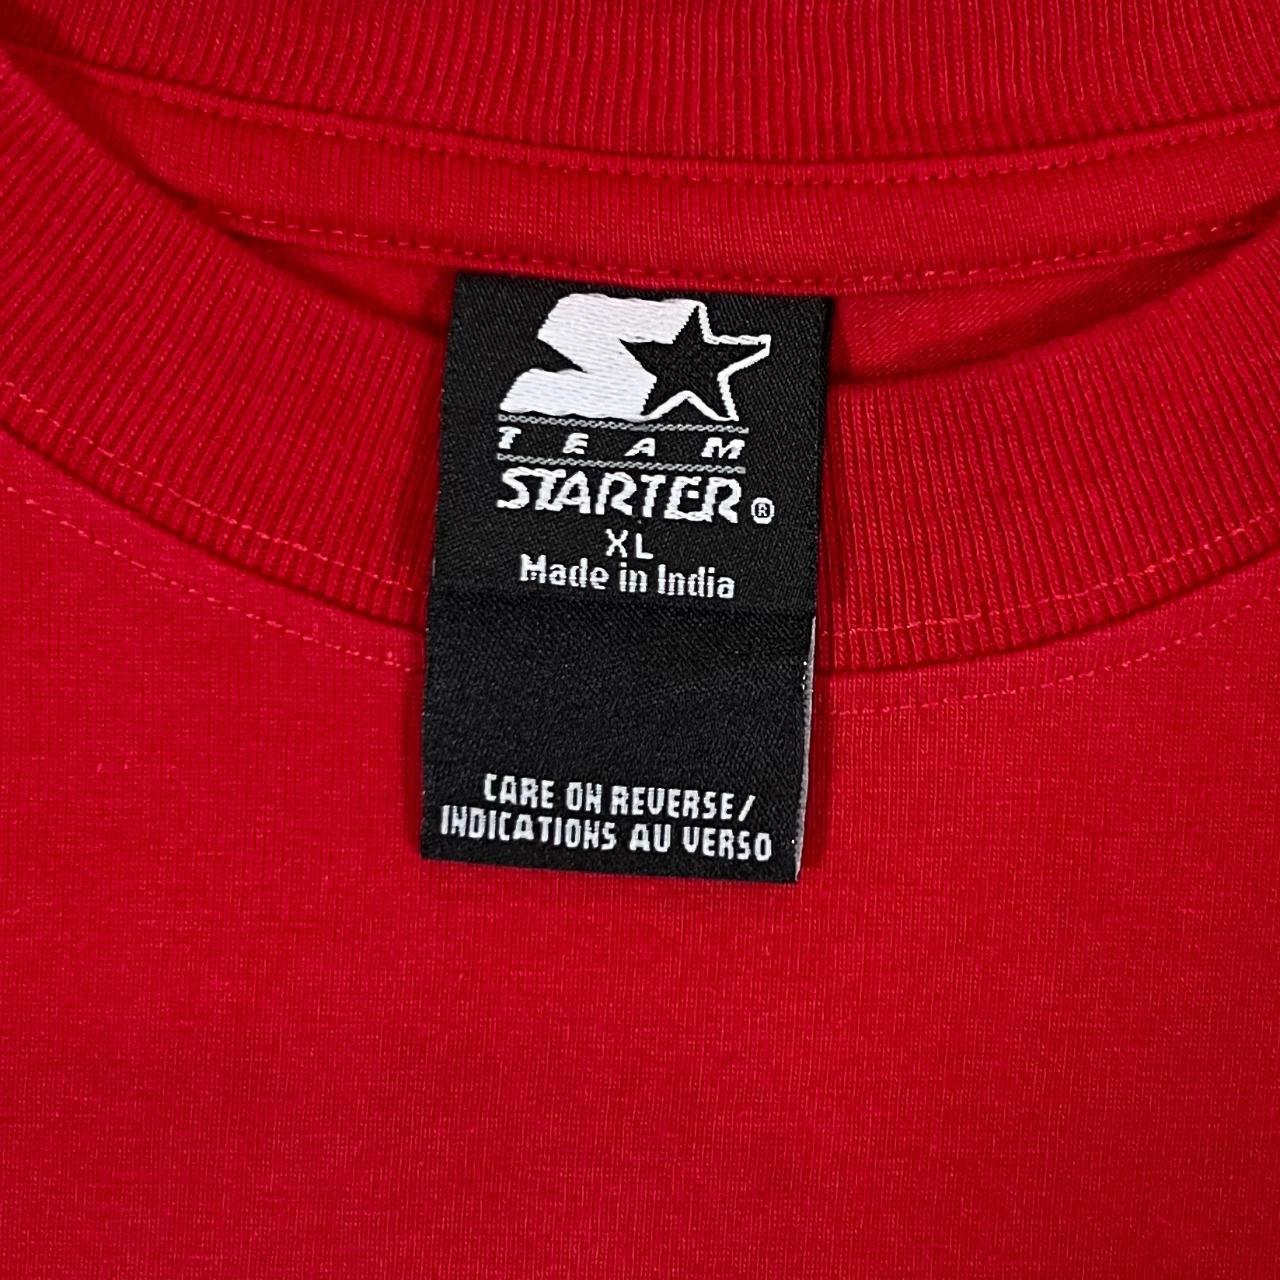 TEAM
STARTER®
XL
Made in India
CARE ON REVERSE/
INDICATIONS AU VERSO